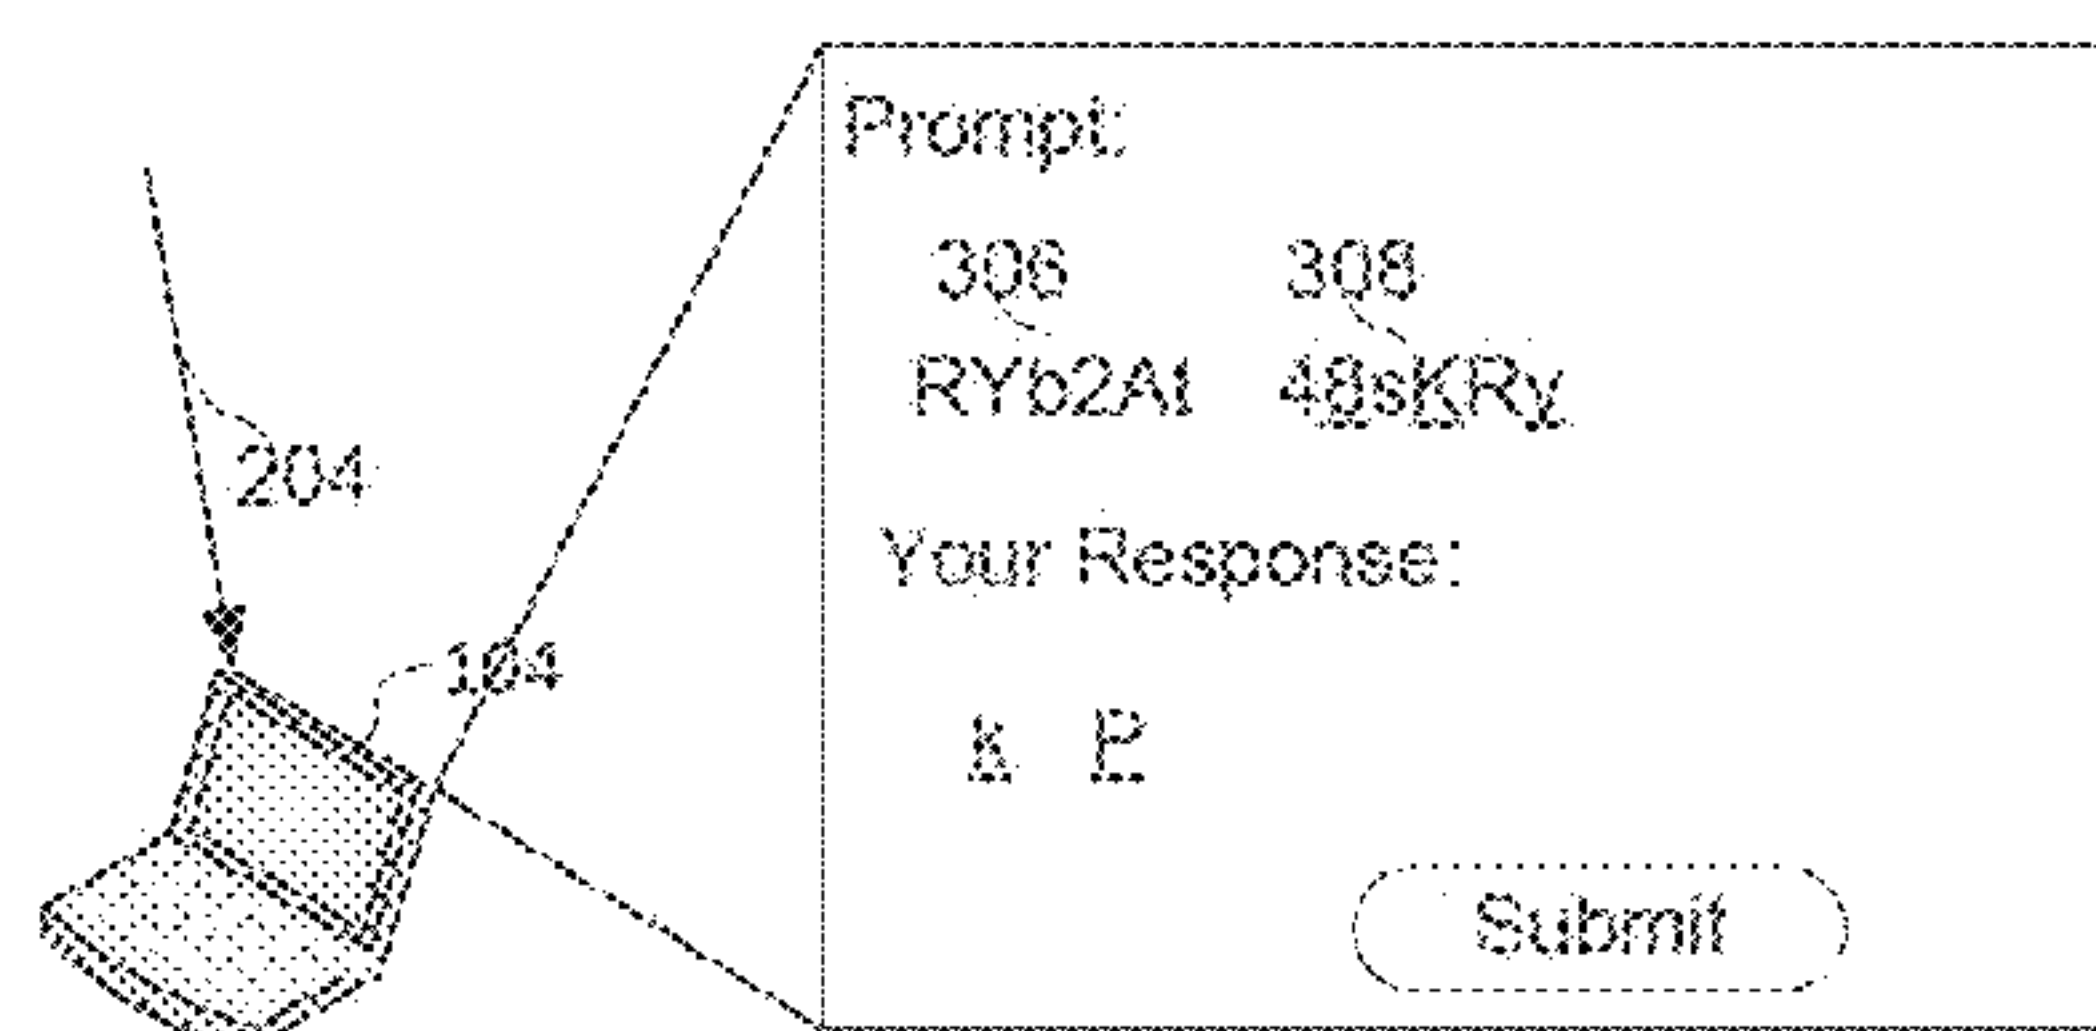 Prompt:
306 308
RYb2At 48sKRy
204
Your Response:
104
k P
Submit